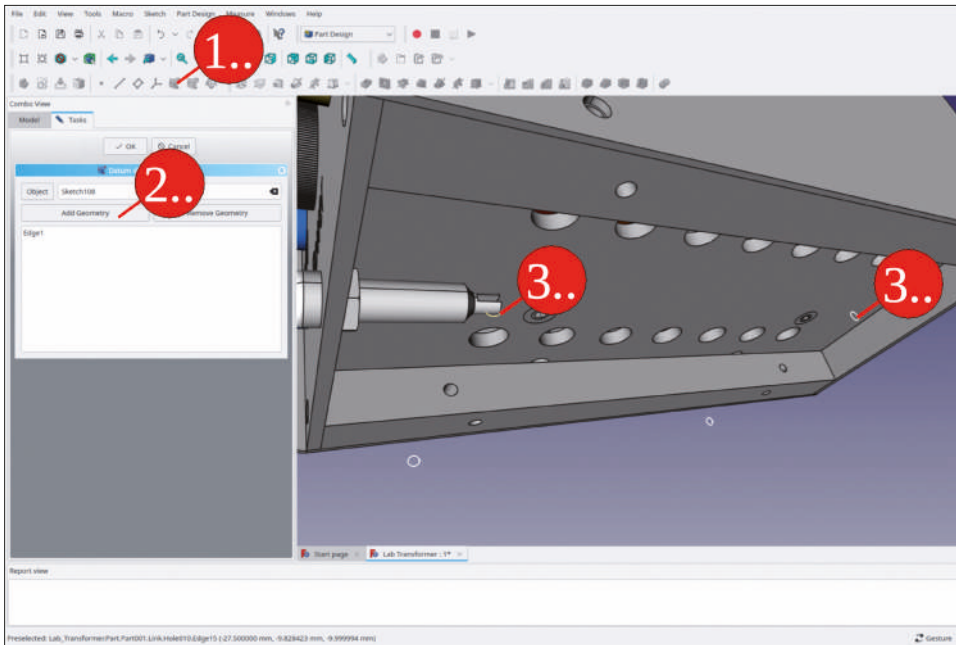 File Edit View Tools Macro Sketch Part Design Measure Windows Help
Part Design
1..
Combo View
Model Tasks
OK Cancel
Datum
2..
Object Sketch108
Add Geometry Remove Geometry
Edge1
3..
3..
Start page Lab Transformer : 1*
Report view
Preselected: Lab_Transformer.Part.Part001.Link.Hole010.Edge15 (-27.500000 mm, -9.828423 mm, -9.999994 mm)
Gesture